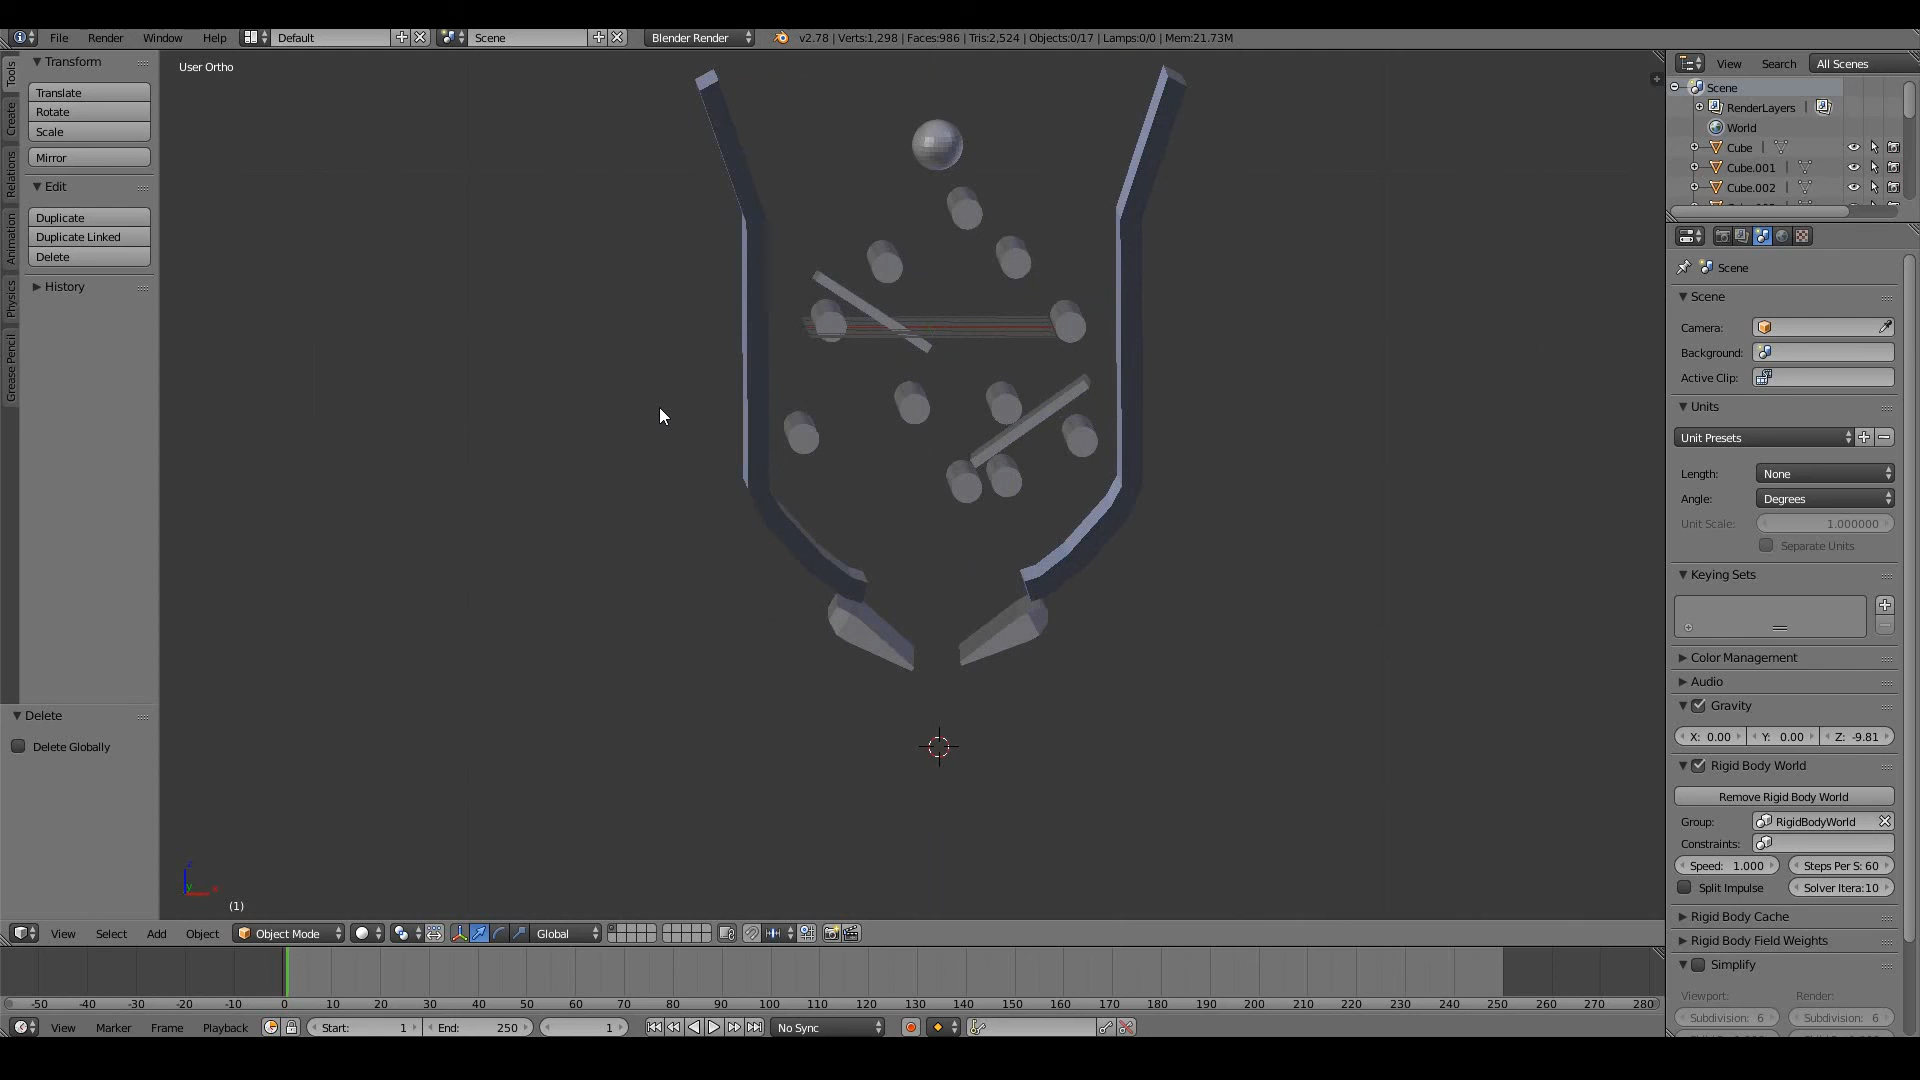 File Render Window Help Default Scene Blender Render v2.78 | Verts:1,298 | Faces:986 | Tris:2,524 | Objects:0/17 | Lamps:0/0 | Mem:21.73M
Tools
Create
Relations
Animation
Physics
Grease Pencil
Transform
Translate
Rotate
Scale
Mirror
Edit
Duplicate
Duplicate Linked
Delete
History
Delete
Delete Globally
User Ortho
(1)
View Select Add Object Object Mode Global
-50 -40 -30 -20 -10 0 10 20 30 40 50 60 70 80 90 100 110 120 130 140 150 160 170 180 190 200 210 220 230 240 250 260 270 280
View Marker Frame Playback Start: 1 End: 250 1 No Sync
View Search All Scenes
Scene
RenderLayers
World
Cube
Cube.001
Cube.002
Scene
Scene
Camera:
Background:
Active Clip:
Units
Unit Presets
Length: None
Angle: Degrees
Unit Scale: 1.000000
Separate Units
Keying Sets
Color Management
Audio
Gravity
X: 0.00 Y: 0.00 Z: -9.81
Rigid Body World
Remove Rigid Body World
Group: RigidBodyWorld
Constraints:
Speed: 1.000 Steps Per S: 60
Split Impulse Solver Itera:10
Rigid Body Cache
Rigid Body Field Weights
Simplify
Viewport: Render:
Subdivision: 6 Subdivision: 6